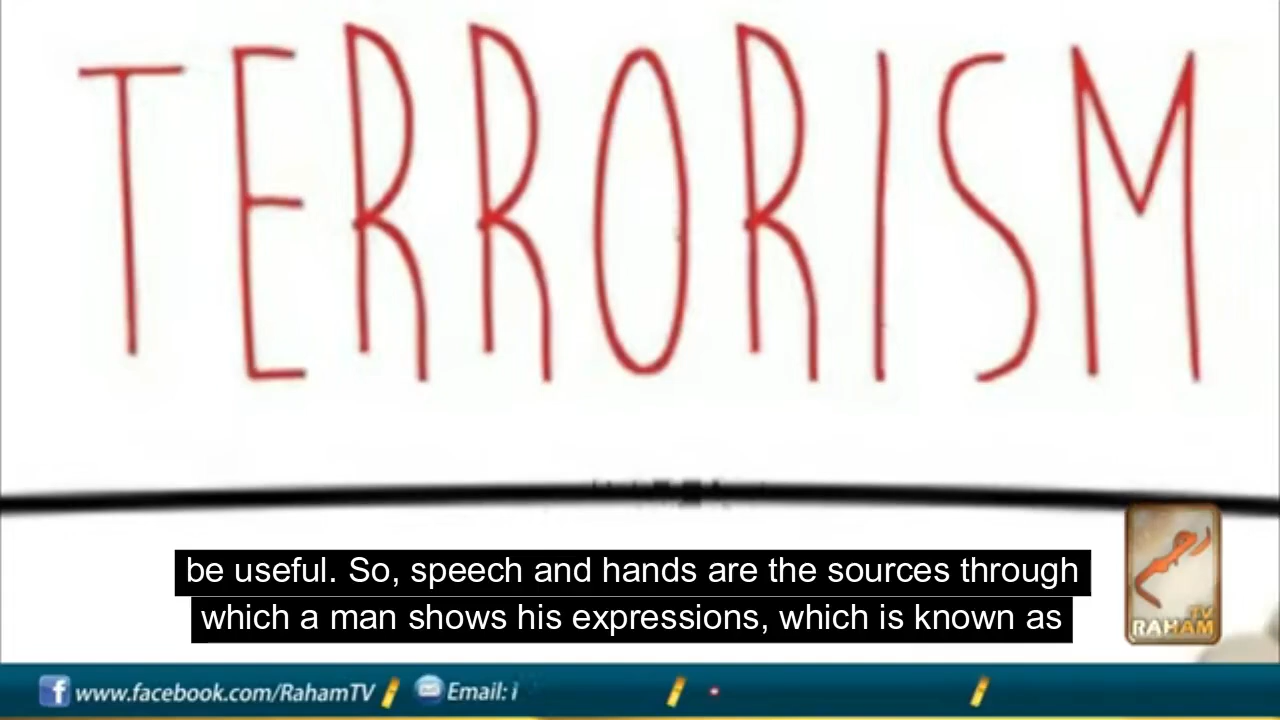 TERRORISM
be useful. So, speech and hands are the sources through
which a man shows his expressions, which is known as
رحم
TV
RAHAM
www.facebook.com/RahamTV
Email: i